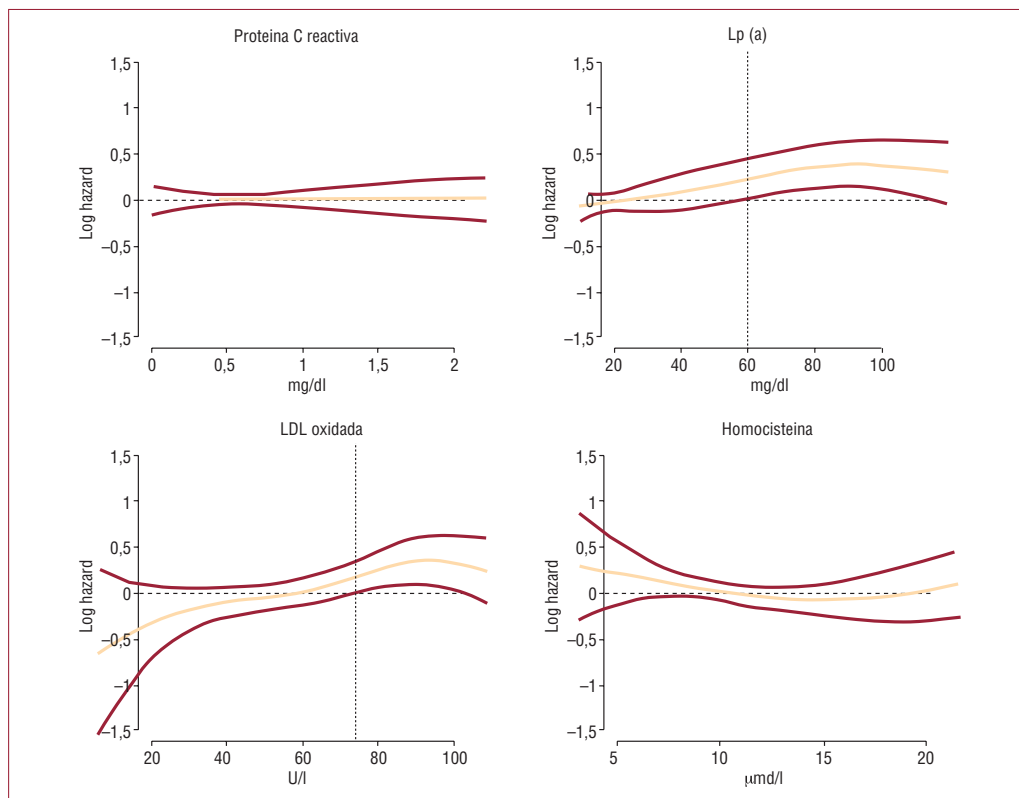 Proteina C reactiva
1,5
1
0,5
0
–0,5
–1
–1,5
Log hazard
0 0,5 1 1,5 2
mg/dl
Lp (a)
1,5
1
0,5
0
–0,5
–1
–1,5
Log hazard
20 40 60 80 100
mg/dl
LDL oxidada
1,5
1
0,5
0
–0,5
–1
–1,5
Log hazard
20 40 60 80 100
U/l
Homocisteina
1,5
1
0,5
0
–0,5
–1
–1,5
Log hazard
5 10 15 20
μmd/l